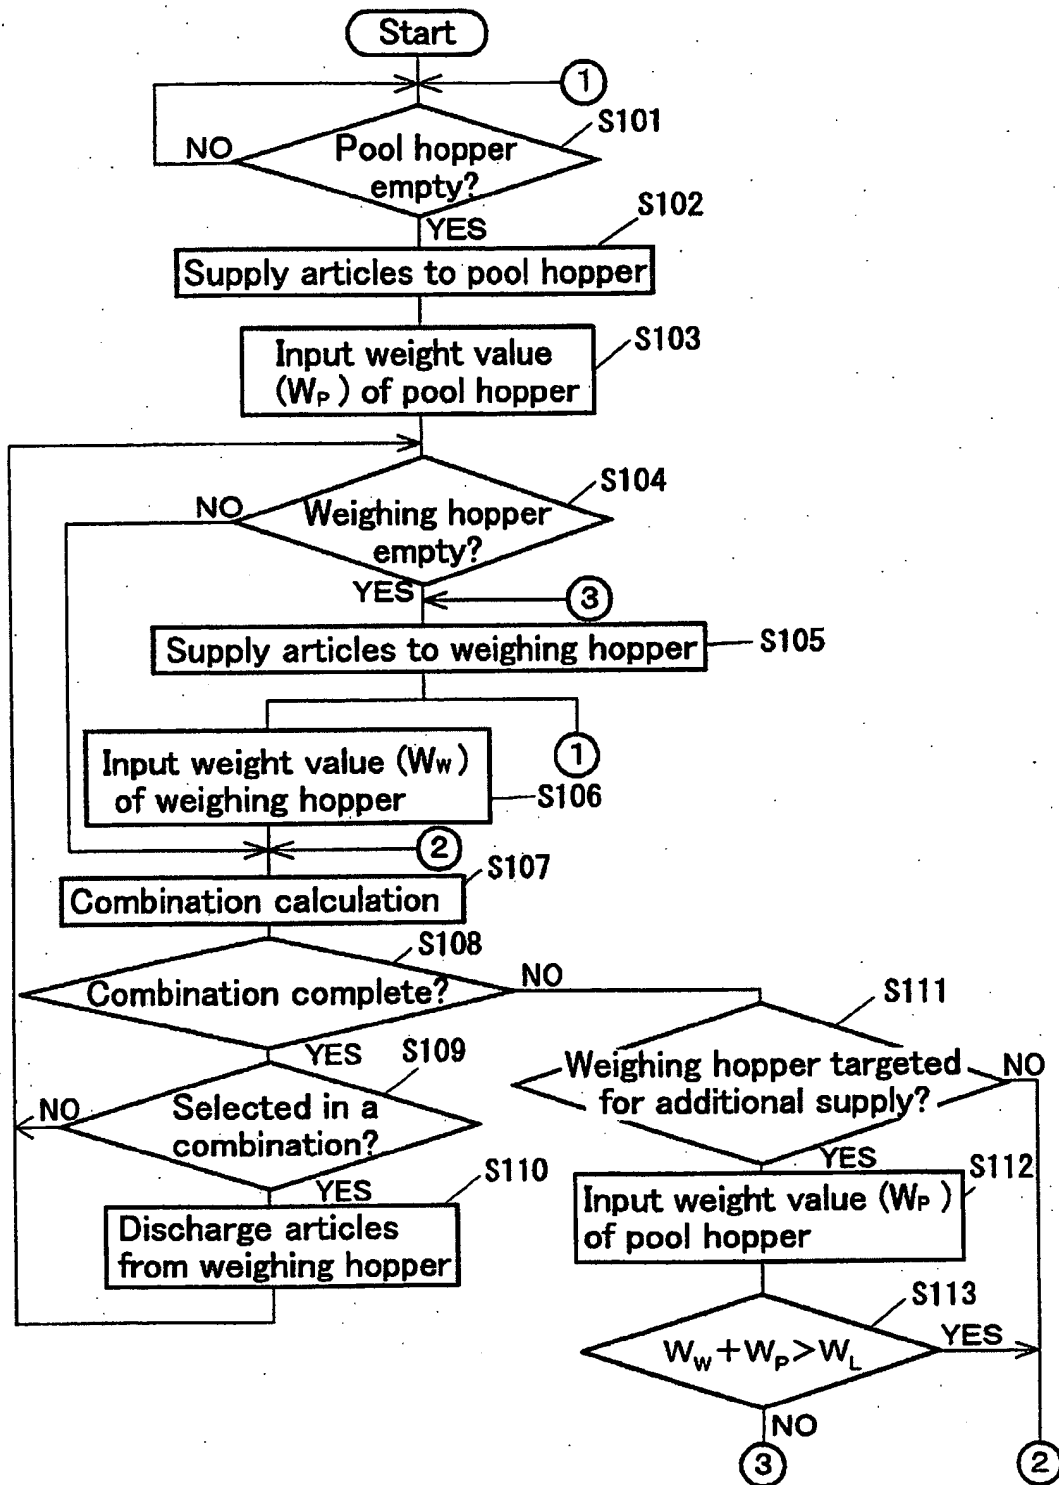 Start
①
S101
NO
Pool hopper
empty?
YES
S102
Supply articles to pool hopper
S103
Input weight value
(WP) of pool hopper
S104
NO
Weighing hopper
empty?
YES
③
Supply articles to weighing hopper
S105
Input weight value (WW)
of weighing hopper
①
S106
②
S107
Combination calculation
S108
Combination complete?
NO
S111
YES
S109
Weighing hopper targeted
for additional supply?
NO
NO
Selected in a
combination?
YES
S110
YES
S112
Discharge articles
from weighing hopper
Input weight value (WP)
of pool hopper
S113
WW+WP>WL
YES
NO
③
②